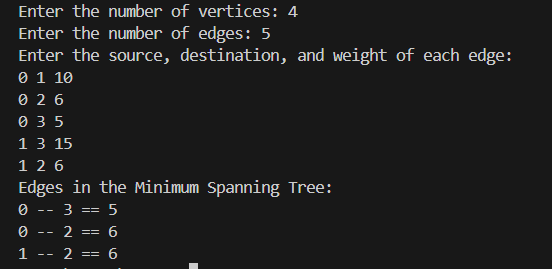 Enter the number of vertices: 4
Enter the number of edges: 5
Enter the source, destination, and weight of each edge:
0 1 10
0 2 6
0 3 5
1 3 15
1 2 6
Edges in the Minimum Spanning Tree:
0 -- 3 == 5
0 -- 2 == 6
1 -- 2 == 6